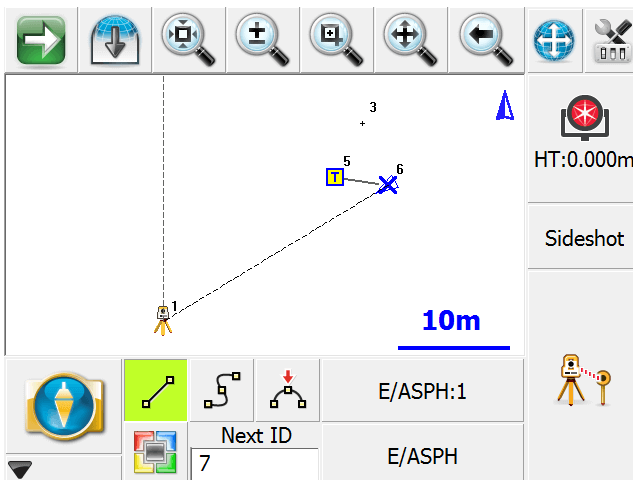 3
5
T
6
HT:0.000m
Sideshot
1
10m
E/ASPH:1
Next ID
7
E/ASPH